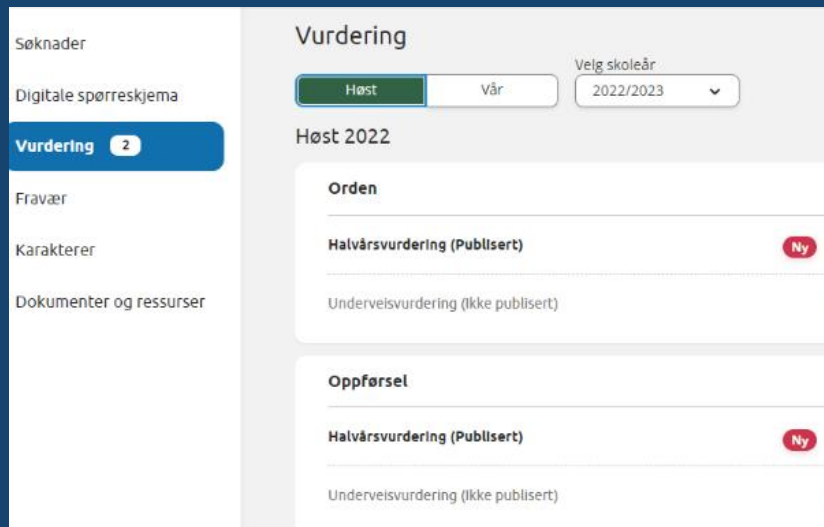 Søknader
Digitale spørreskjema
Vurdering 2
Fravær
Karakterer
Dokumenter og ressurser
Vurdering
Velg skoleår
Høst Vår 2022/2023
Høst 2022
Orden
Halvårsvurdering (Publisert) Ny
Underveisvurdering (Ikke publisert)
Oppførsel
Halvårsvurdering (Publisert) Ny
Underveisvurdering (Ikke publisert)